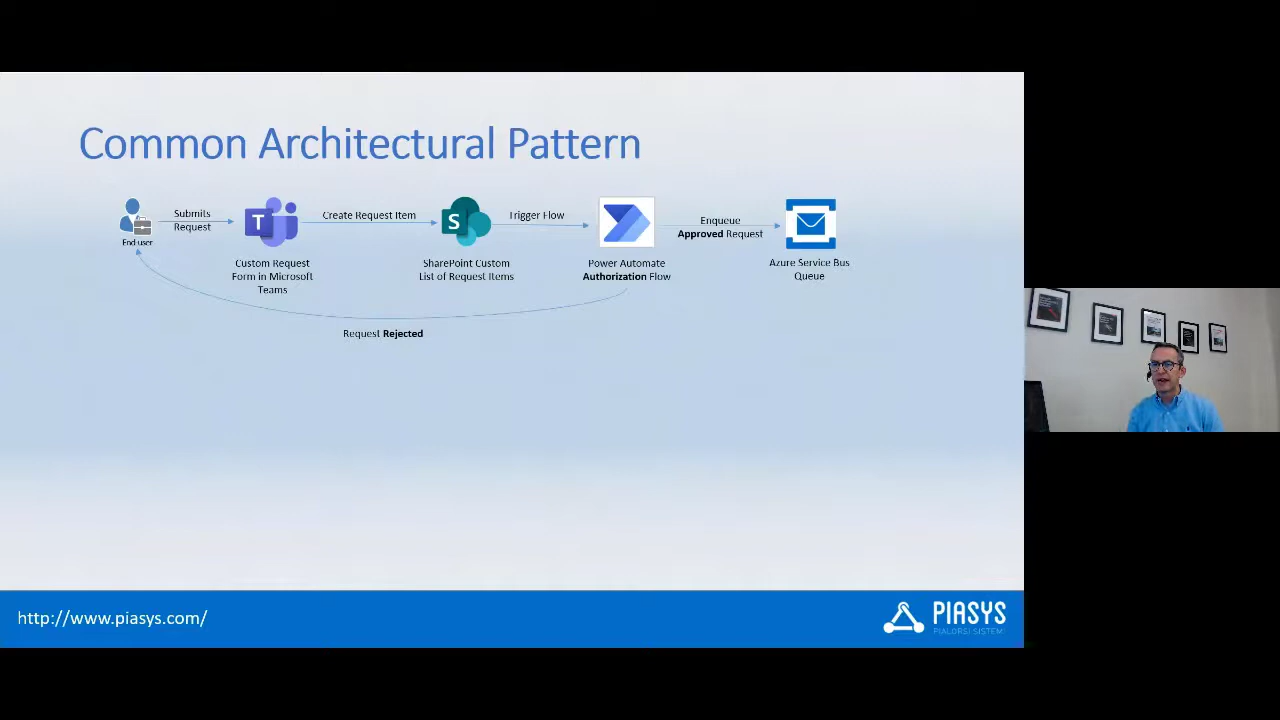 Common Architectural Pattern
Submits
Request
Create Request Item
Trigger Flow
Enqueue
Approved Request
End-user
T
S
Custom Request
Form in Microsoft
Teams
SharePoint Custom
List of Request Items
Power Automate
Authorization Flow
Azure Service Bus
Queue
Request Rejected
http://www.piasys.com/
PIASYS
PIALORSI SISTEMI